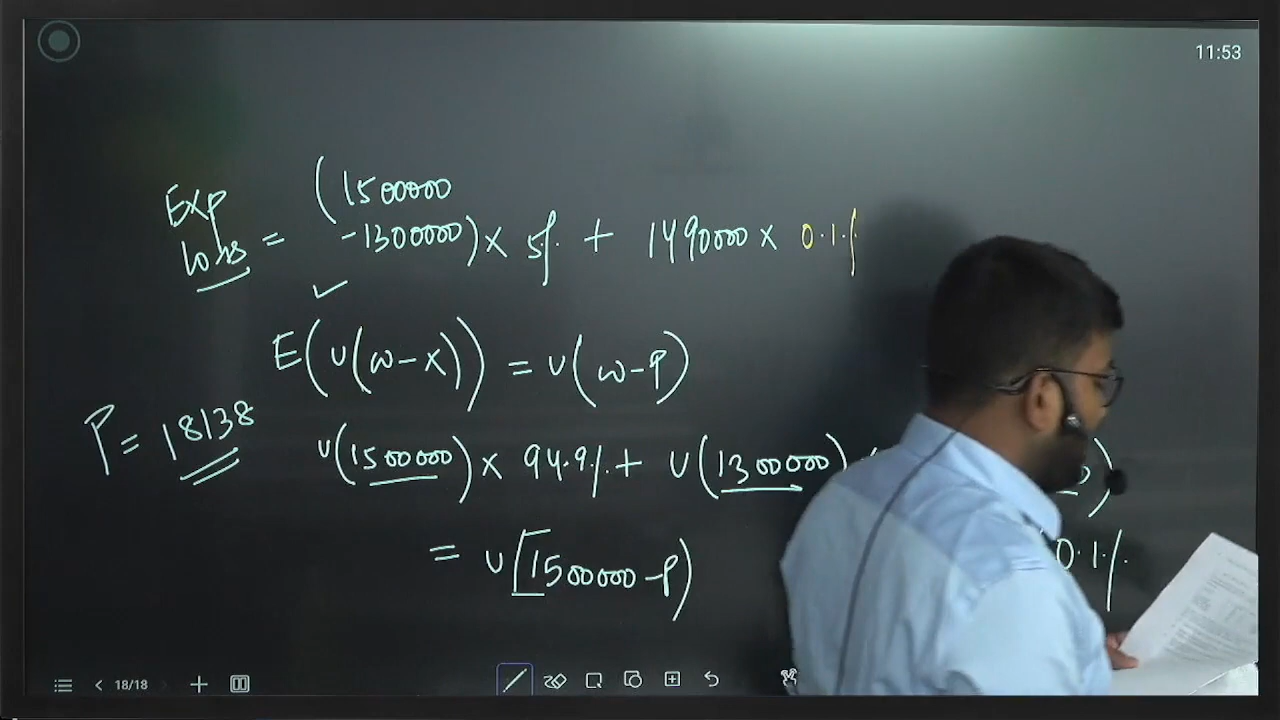 11:53
Exp loss = (1500000
-1300000) × 5% + 1490000 × 0.1%
E(u(w-x)) = u(w-P)
P = 18138
u(1500000) × 94.9% + u(1300000)
0.1%
= u[1500000-P)
18/18